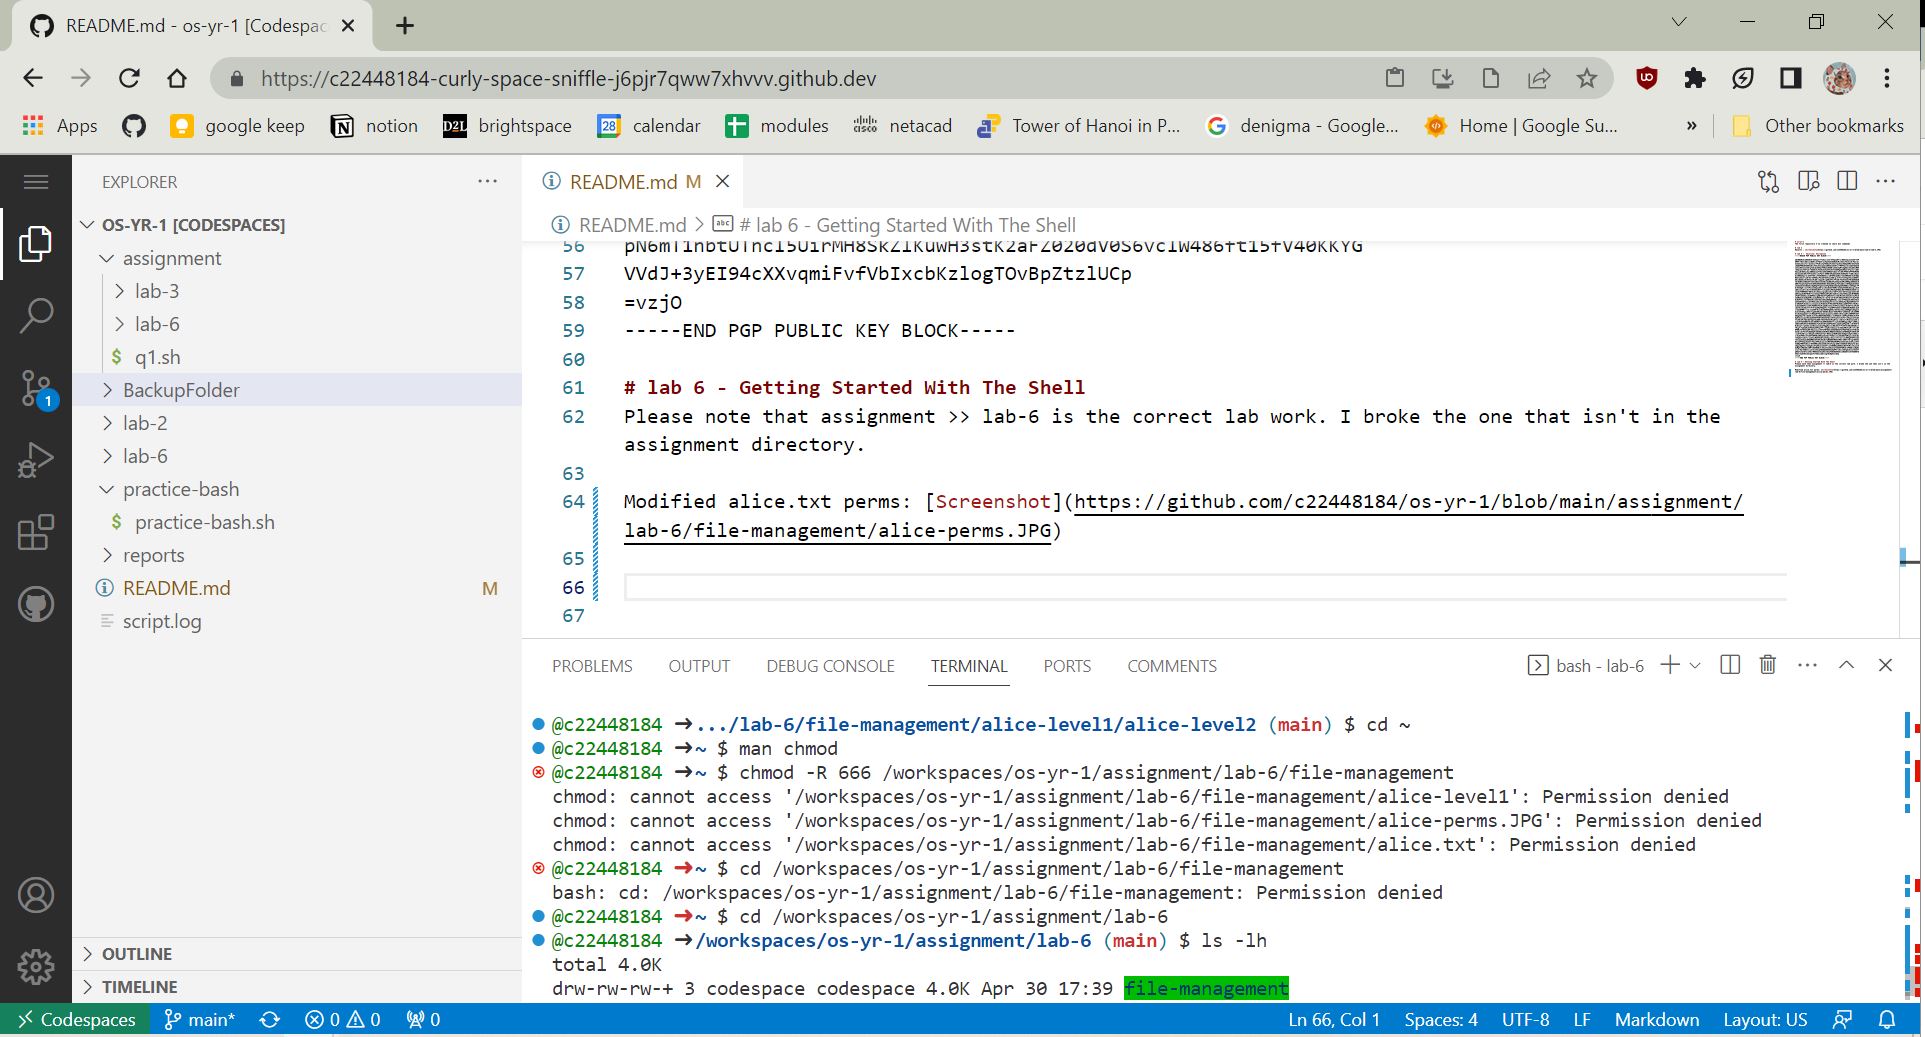 README.md - os-yr-1 [Codespac
https://c22448184-curly-space-sniffle-j6pjr7qww7xhvvv.github.dev
Apps google keep notion D2L brightspace 28 calendar modules cisco netacad Tower of Hanoi in P... denigma - Google... Home | Google Su... » Other bookmarks
EXPLORER
OS-YR-1 [CODESPACES]
assignment
lab-3
lab-6
$ q1.sh
BackupFolder
lab-2
lab-6
practice-bash
$ practice-bash.sh
reports
README.md M
script.log
OUTLINE
TIMELINE
1
README.md M
README.md > abc # lab 6 - Getting Started With The Shell
56
57 VVdJ+3yEI94cXXvqmiFvfVbIxcbKzlogTOvBpZtzlUCp
58 =vzjO
59 -----END PGP PUBLIC KEY BLOCK-----
60
61 # lab 6 - Getting Started With The Shell
62 Please note that assignment >> lab-6 is the correct lab work. I broke the one that isn't in the
assignment directory.
63
64 Modified alice.txt perms: [Screenshot](https://github.com/c22448184/os-yr-1/blob/main/assignment/
lab-6/file-management/alice-perms.JPG)
65
66
67
PROBLEMS OUTPUT DEBUG CONSOLE TERMINAL PORTS COMMENTS bash - lab-6
@c22448184 ➜.../lab-6/file-management/alice-level1/alice-level2 (main) $ cd ~
@c22448184 ➜~ $ man chmod
@c22448184 ➜~ $ chmod -R 666 /workspaces/os-yr-1/assignment/lab-6/file-management
chmod: cannot access '/workspaces/os-yr-1/assignment/lab-6/file-management/alice-level1': Permission denied
chmod: cannot access '/workspaces/os-yr-1/assignment/lab-6/file-management/alice-perms.JPG': Permission denied
chmod: cannot access '/workspaces/os-yr-1/assignment/lab-6/file-management/alice.txt': Permission denied
@c22448184 ➜~ $ cd /workspaces/os-yr-1/assignment/lab-6/file-management
bash: cd: /workspaces/os-yr-1/assignment/lab-6/file-management: Permission denied
@c22448184 ➜~ $ cd /workspaces/os-yr-1/assignment/lab-6
@c22448184 ➜/workspaces/os-yr-1/assignment/lab-6 (main) $ ls -lh
total 4.0K
drw-rw-rw-+ 3 codespace codespace 4.0K Apr 30 17:39 file-management
Codespaces main* 0 0 0 Ln 66, Col 1 Spaces: 4 UTF-8 LF Markdown Layout: US